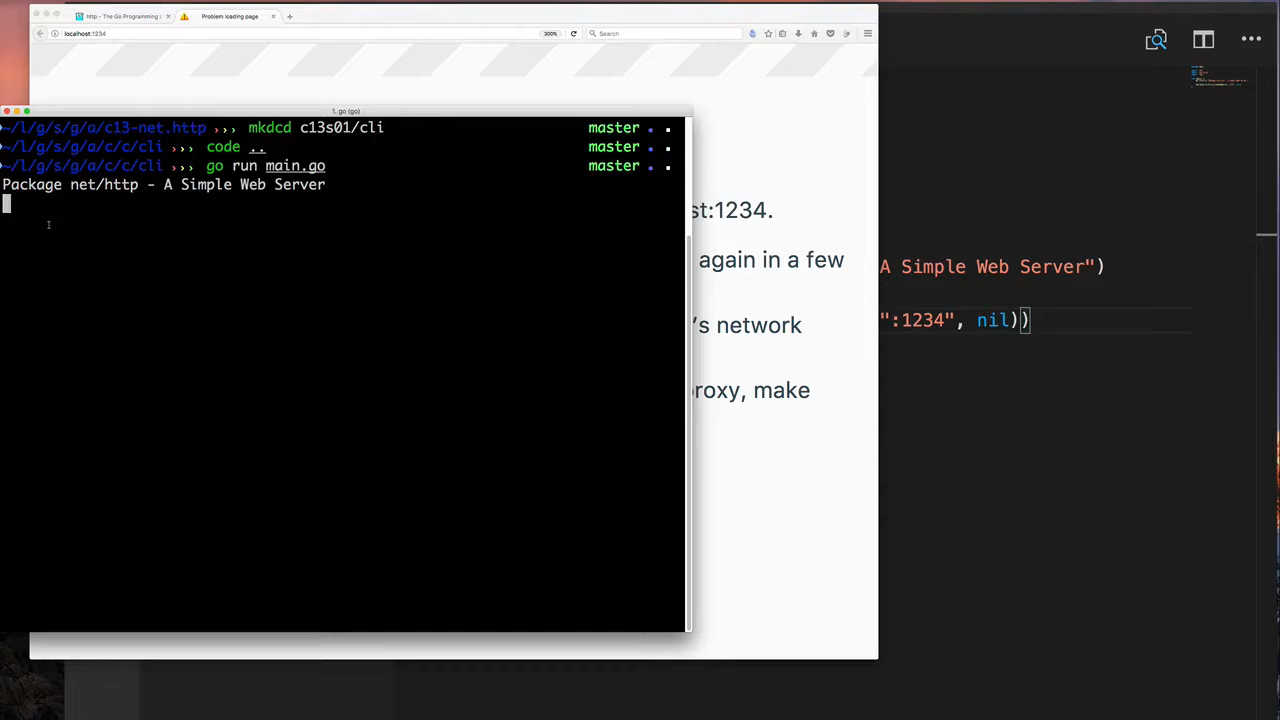 http - The Go Programming L
Problem loading page
localhost:1234
300%
Search
1. go (go)
~/l/g/s/g/a/c13-net.http ››› mkdcd c13s01/cli master
~/l/g/s/g/a/c/c/cli ››› code .. master
~/l/g/s/g/a/c/c/cli ››› go run main.go master
Package net/http - A Simple Web Server
st:1234.
again in a few
A Simple Web Server")
's network
":1234", nil))
proxy, make